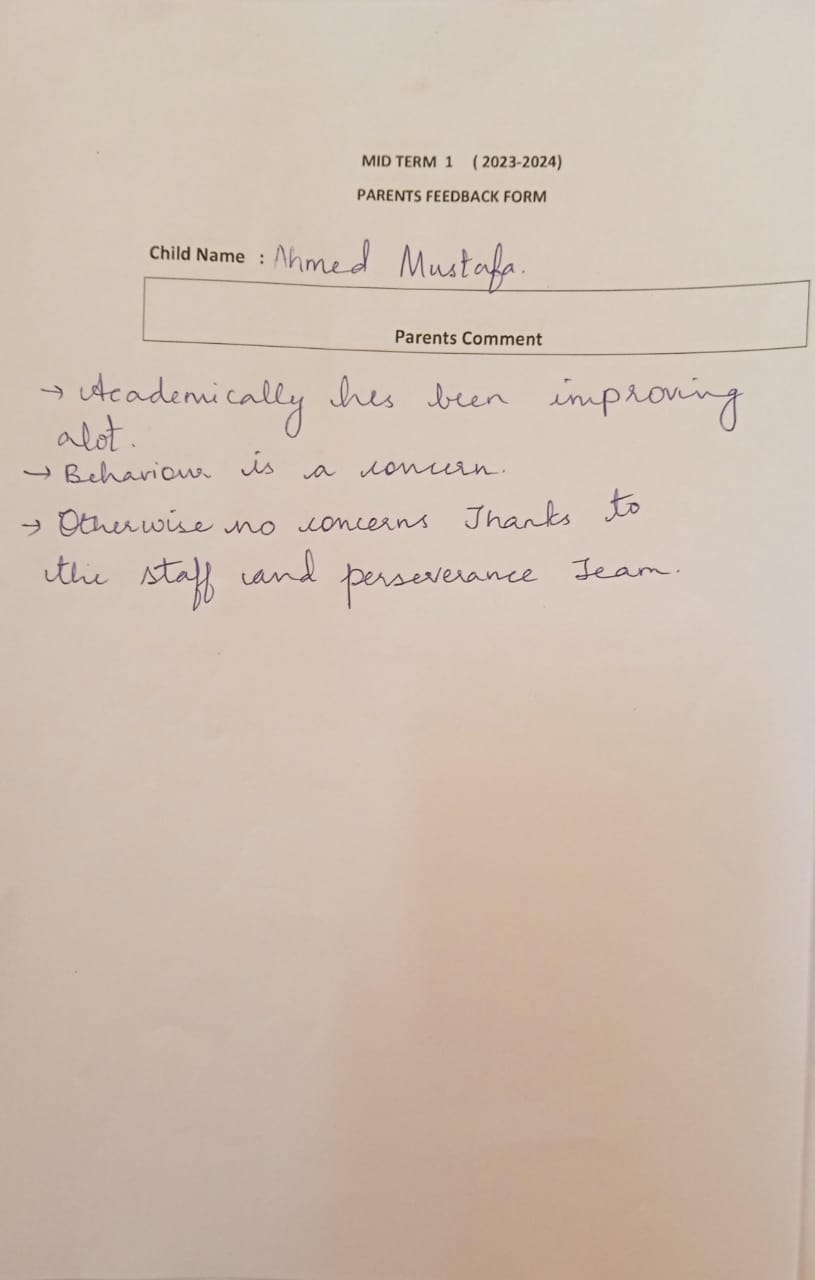 MID TERM 1 ( 2023-2024)
PARENTS FEEDBACK FORM
Child Name : Ahmed Mustafa.
Parents Comment
→ Academically hes been improving
alot.
→ Behaviour is a concern.
→ Otherwise no concerns Thanks to
the staff and perseverance Team.